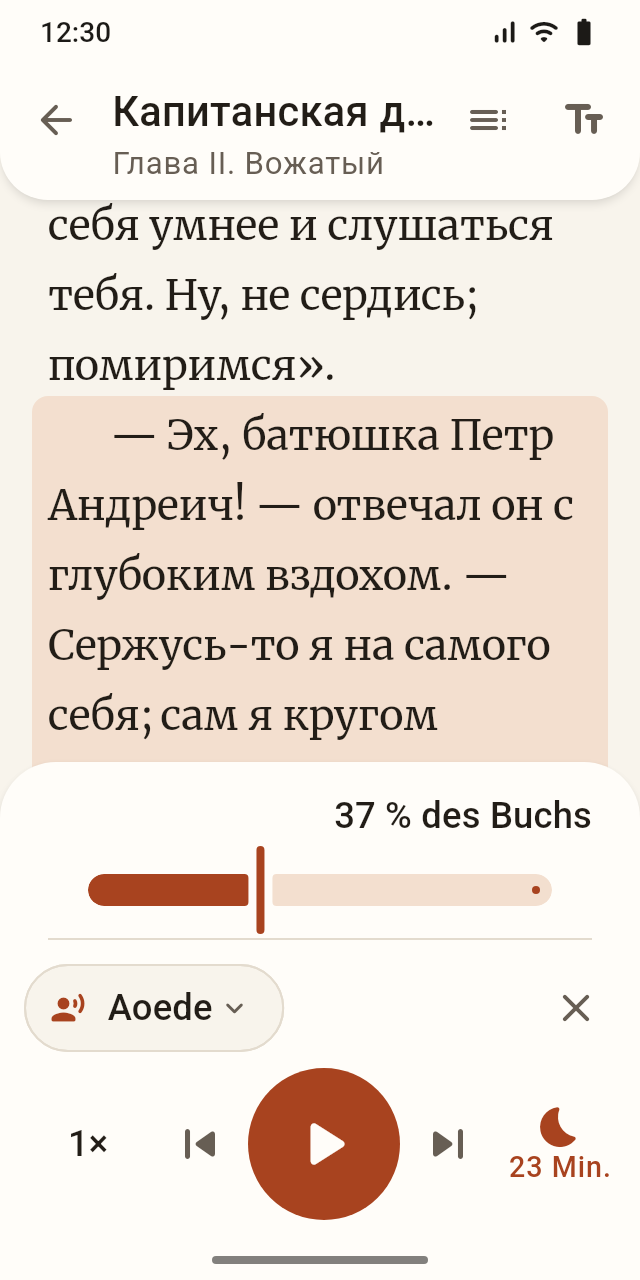 12:30
Капитанская д...
Глава II. Вожатый
себя умнее и слушаться
тебя. Ну, не сердись;
помиримся».
— Эх, батюшка Петр
Андреич! — отвечал он с
глубоким вздохом. —
Сержусь-то я на самого
себя; сам я кругом
37 % des Buchs
Aoede
1×
23 Min.